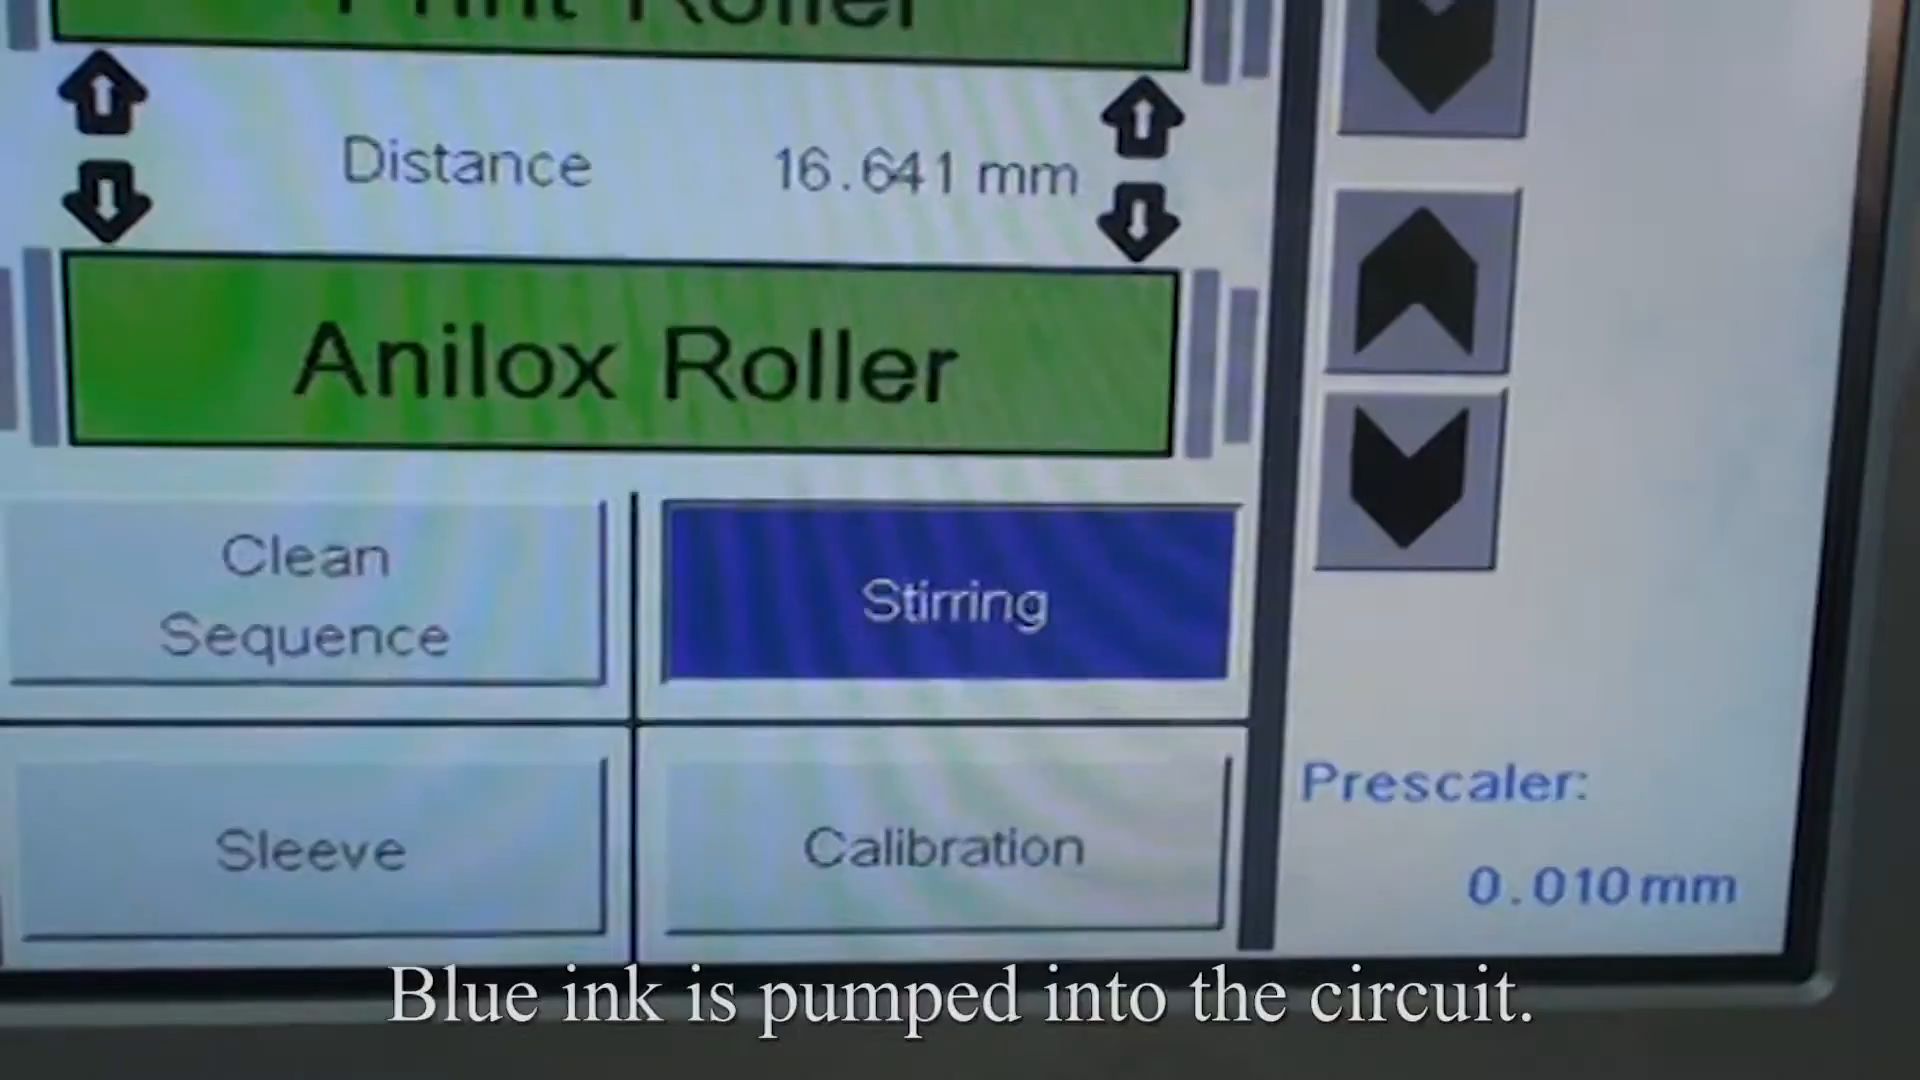 Print Roller
Distance 16.641 mm
Anilox Roller
Clean
Sequence
Stirring
Sleeve
Calibration
Prescaler:
0.010 mm
Blue ink is pumped into the circuit.